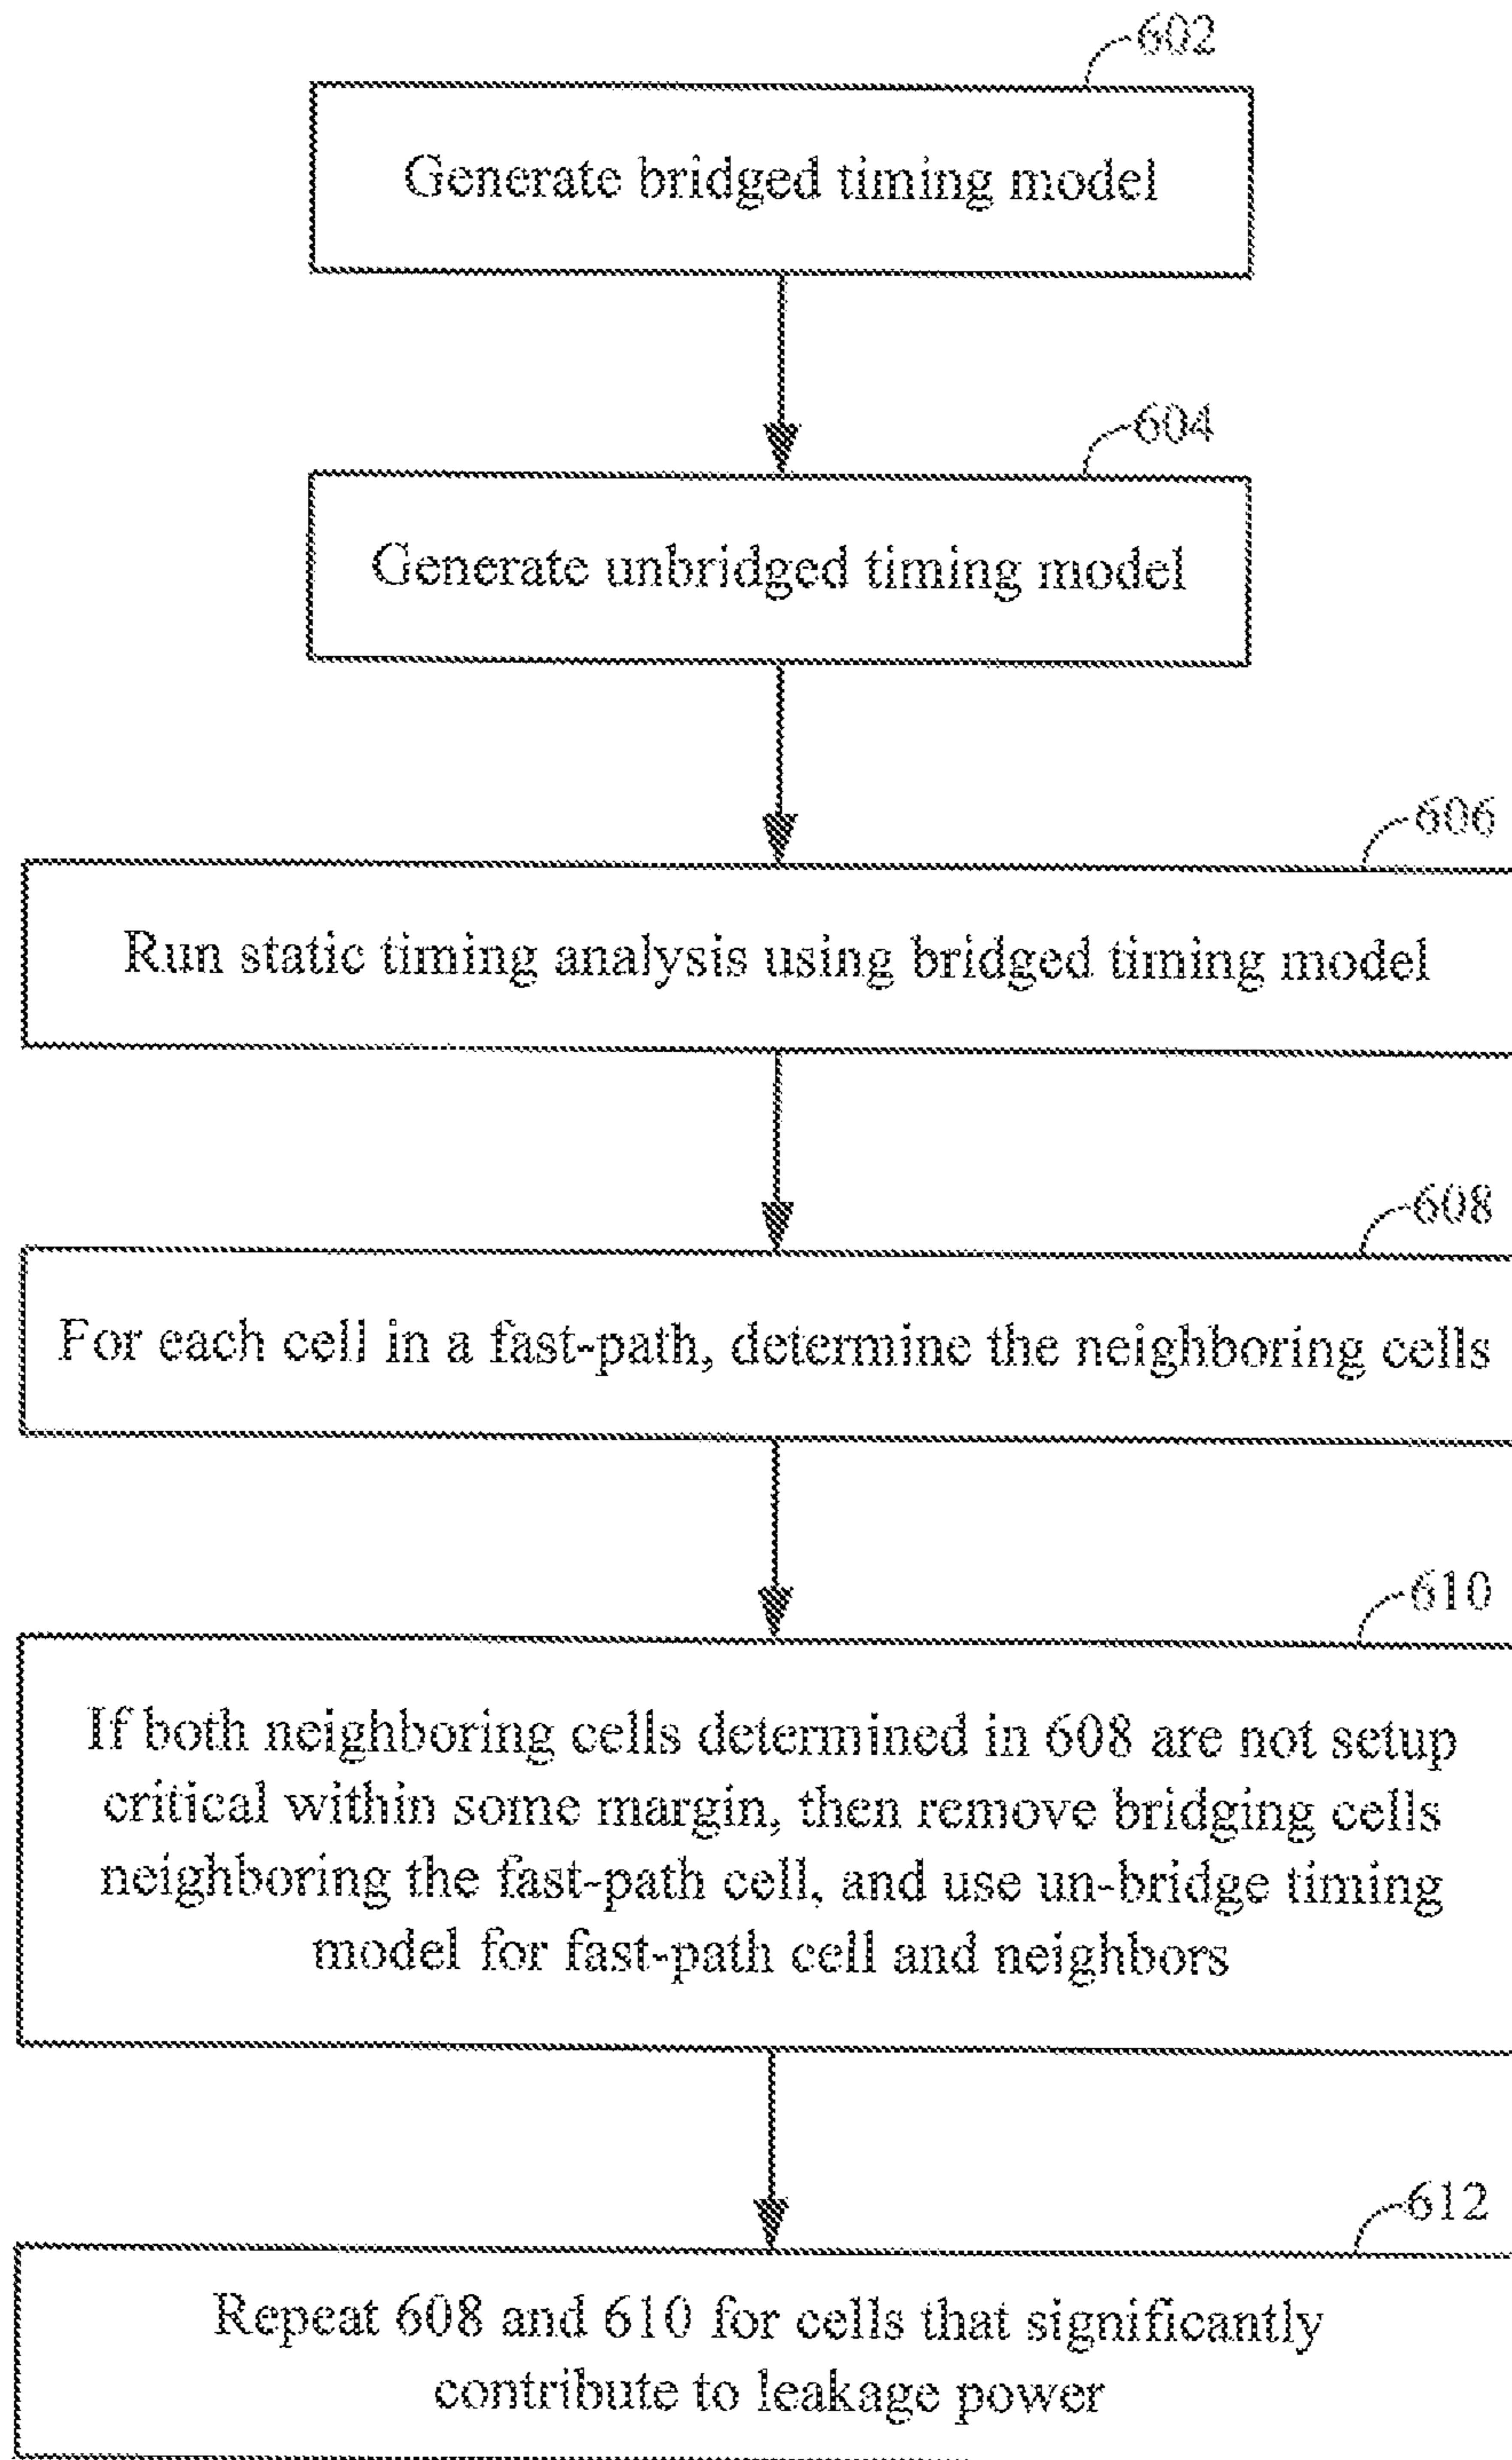 602
Generate bridged timing model
604
Generate unbridged timing model
606
Run static timing analysis using bridged timing model
608
For each cell in a fast-path, determine the neighboring cells
610
If both neighboring cells determined in 608 are not setup
critical within some margin, then remove bridging cells
neighboring the fast-path cell, and use un-bridge timing
model for fast-path cell and neighbors
612
Repeat 608 and 610 for cells that significantly
contribute to leakage power